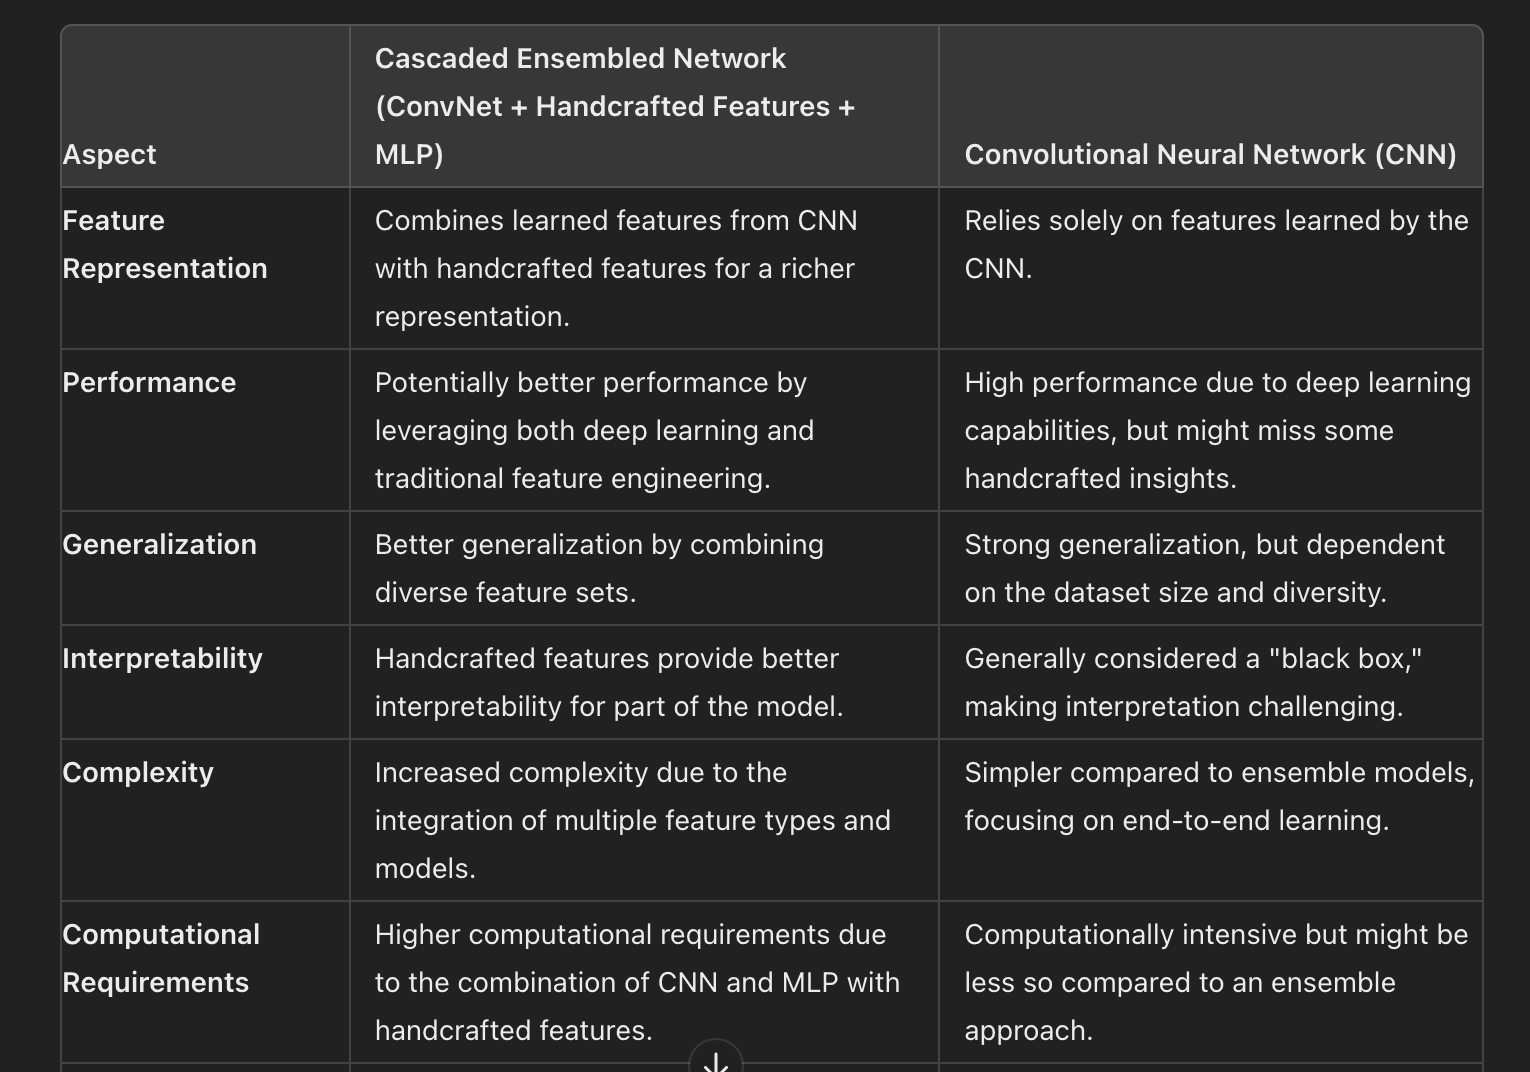 Aspect
Cascaded Ensembled Network
(ConvNet + Handcrafted Features +
MLP)
Convolutional Neural Network (CNN)
Feature
Representation
Combines learned features from CNN
with handcrafted features for a richer
representation.
Relies solely on features learned by the
CNN.
Performance
Potentially better performance by
leveraging both deep learning and
traditional feature engineering.
High performance due to deep learning
capabilities, but might miss some
handcrafted insights.
Generalization
Better generalization by combining
diverse feature sets.
Strong generalization, but dependent
on the dataset size and diversity.
Interpretability
Handcrafted features provide better
interpretability for part of the model.
Generally considered a "black box,"
making interpretation challenging.
Complexity
Increased complexity due to the
integration of multiple feature types and
models.
Simpler compared to ensemble models,
focusing on end-to-end learning.
Computational
Requirements
Higher computational requirements due
to the combination of CNN and MLP with
handcrafted features.
Computationally intensive but might be
less so compared to an ensemble
approach.